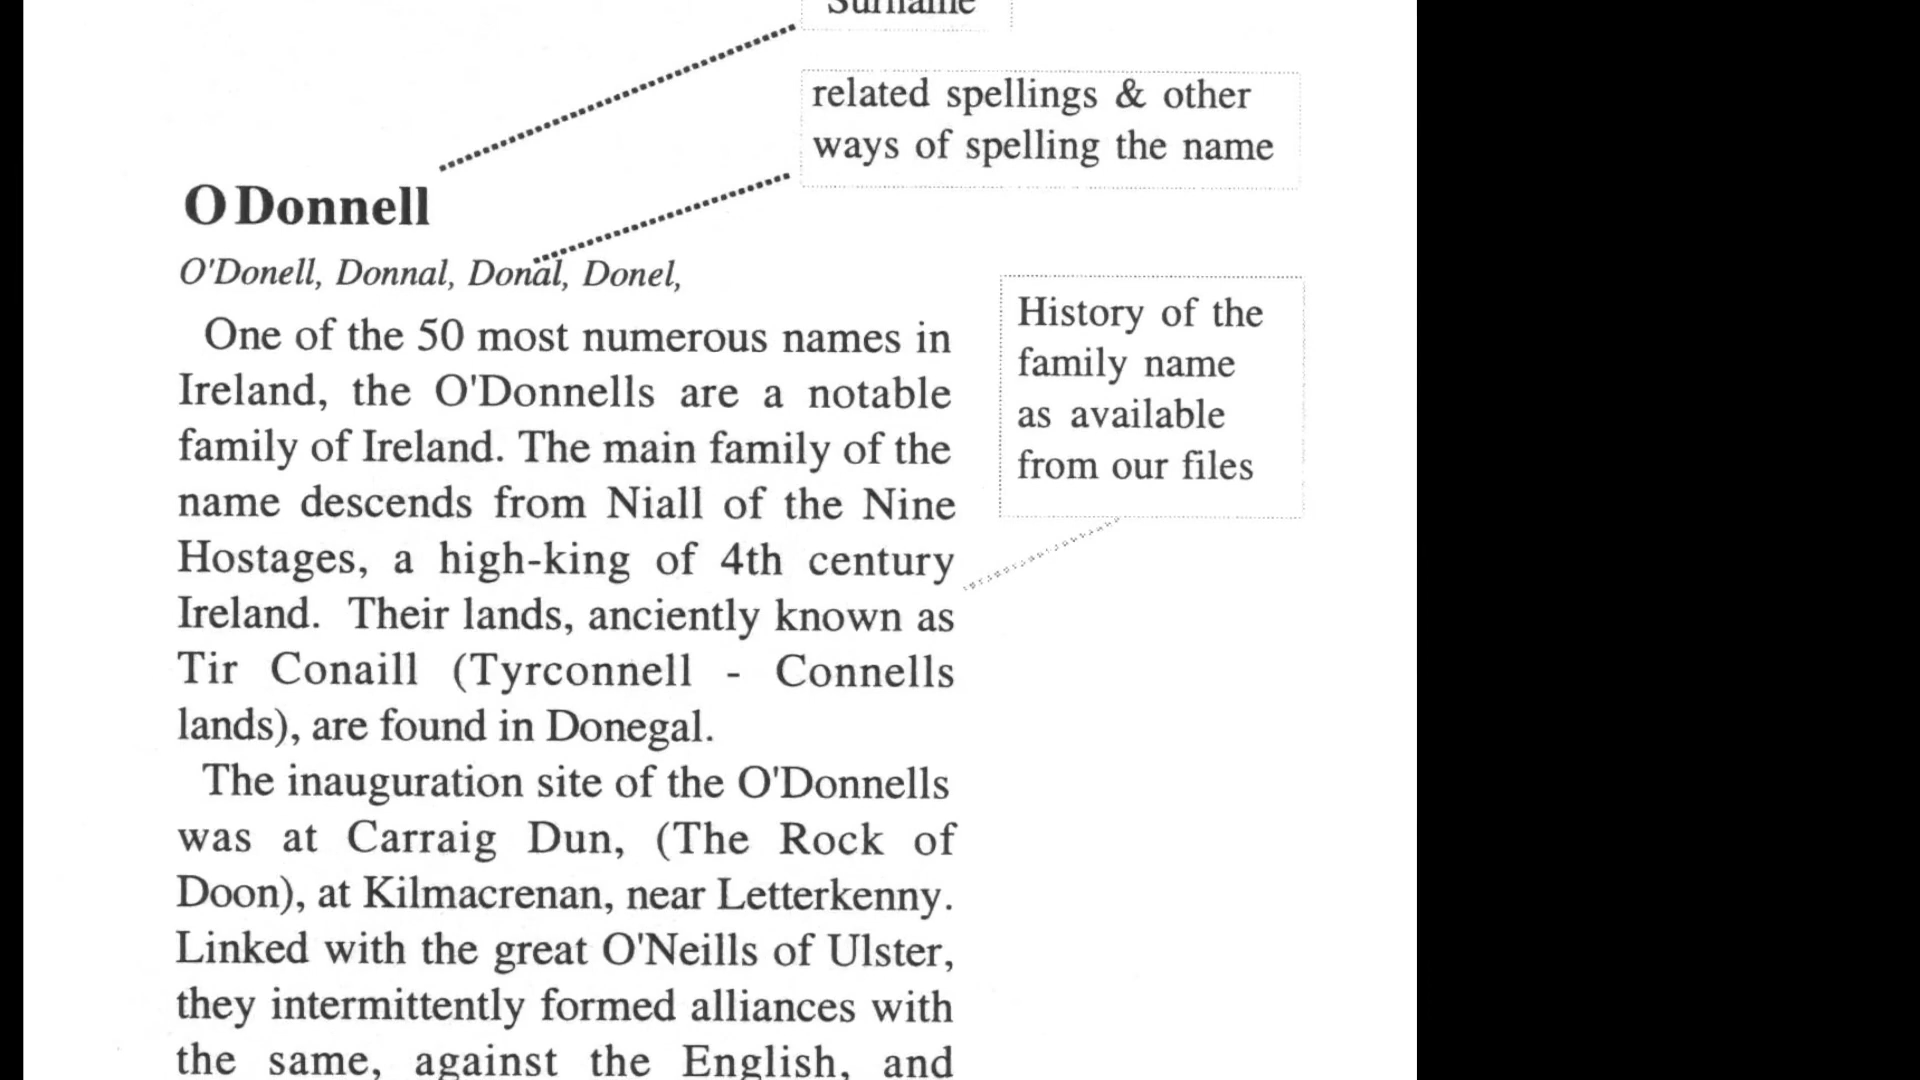 Surname
related spellings & other
ways of spelling the name
O Donnell
O'Donell, Donnal, Donal, Donel,
History of the
family name
as available
from our files
One of the 50 most numerous names in
Ireland, the O'Donnells are a notable
family of Ireland. The main family of the
name descends from Niall of the Nine
Hostages, a high-king of 4th century
Ireland. Their lands, anciently known as
Tir Conaill (Tyrconnell - Connells
lands), are found in Donegal.
The inauguration site of the O'Donnells
was at Carraig Dun, (The Rock of
Doon), at Kilmacrenan, near Letterkenny.
Linked with the great O'Neills of Ulster,
they intermittently formed alliances with
the same, against the English, and